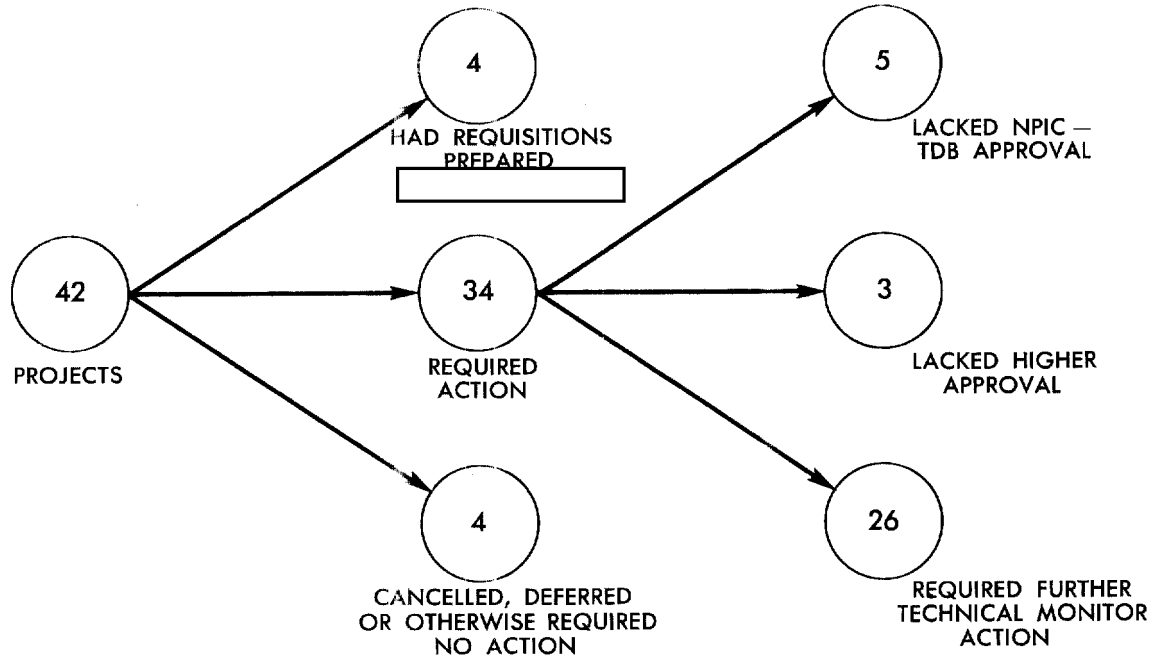 4
HAD REQUISITIONS
PREPARED
5
LACKED NPIC —
TDB APPROVAL
42
PROJECTS
34
REQUIRED
ACTION
3
LACKED HIGHER
APPROVAL
4
CANCELLED, DEFERRED
OR OTHERWISE REQUIRED
NO ACTION
26
REQUIRED FURTHER
TECHNICAL MONITOR
ACTION